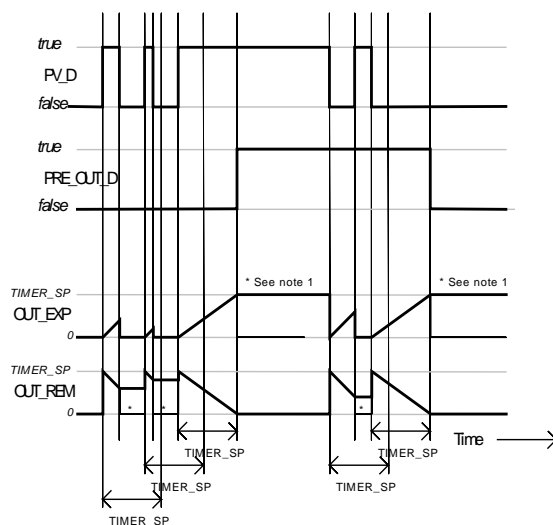 true
PV_D
false
true
PRE_OUT_D
false
* See note 1 * See note 1
TIMER_SP
OUT_EXP
0
TIMER_SP
OUT_REM
0 * * *
Time
TIMER_SP TIMER_SP
TIMER_SP TIMER_SP
TIMER_SP